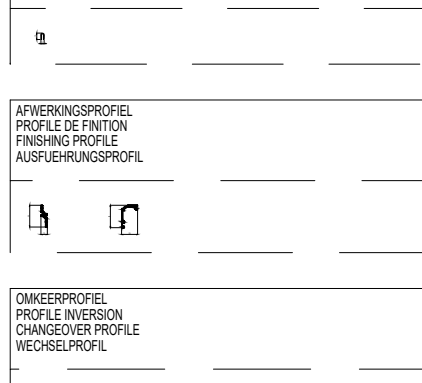 AFWERKINGSPROFIEL
PROFILE DE FINITION
FINISHING PROFILE
AUSFUEHRUNGSPROFIL
OMKEERPROFIEL
PROFILE INVERSION
CHANGEOVER PROFILE
WECHSELPROFIL